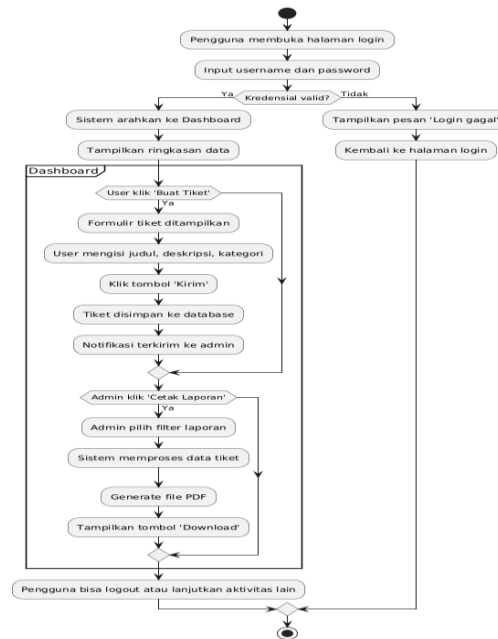 Pengguna membuka halaman login
Input username dan password
Ya
Kredensial valid?
Tidak
Sistem arahkan ke Dashboard
Tampilkan pesan 'Login gagal'
Tampilkan ringkasan data
Kembali ke halaman login
Dashboard
User klik 'Buat Tiket'
Ya
Formulir tiket ditampilkan
User mengisi judul, deskripsi, kategori
Klik tombol 'Kirim'
Tiket disimpan ke database
Notifikasi terkirim ke admin
Admin klik 'Cetak Laporan'
Ya
Admin pilih filter laporan
Sistem memproses data tiket
Generate file PDF
Tampilkan tombol 'Download'
Pengguna bisa logout atau lanjutkan aktivitas lain